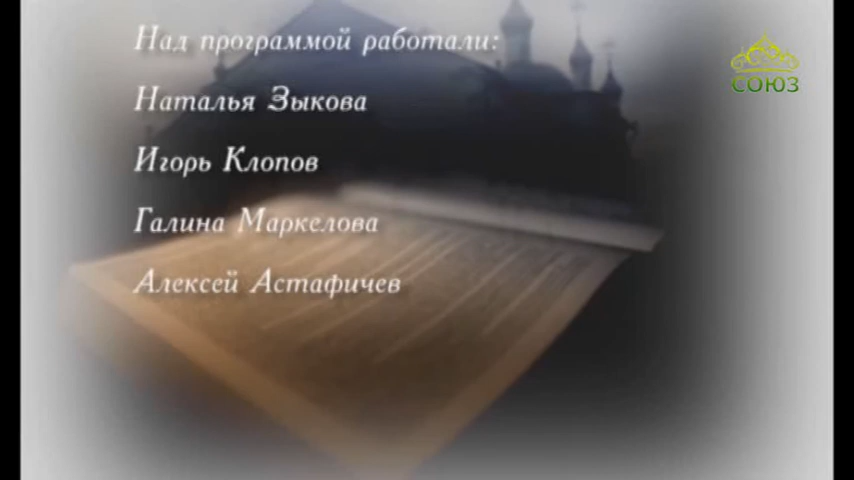 Над программой работали:
СОЮЗ
Наталья Зыкова
Игорь Клопов
Галина Маркелова
Алексей Астафичев